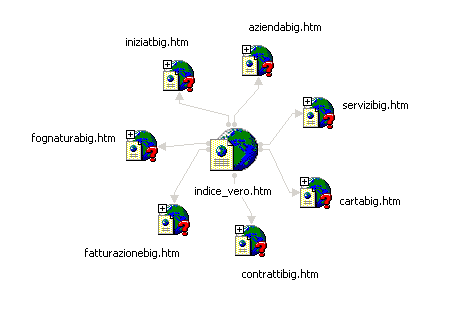 aziendabig.htm
iniziatbig.htm
servizibig.htm
fognaturabig.htm
indice_vero.htm
cartabig.htm
fatturazionebig.htm
contrattibig.htm